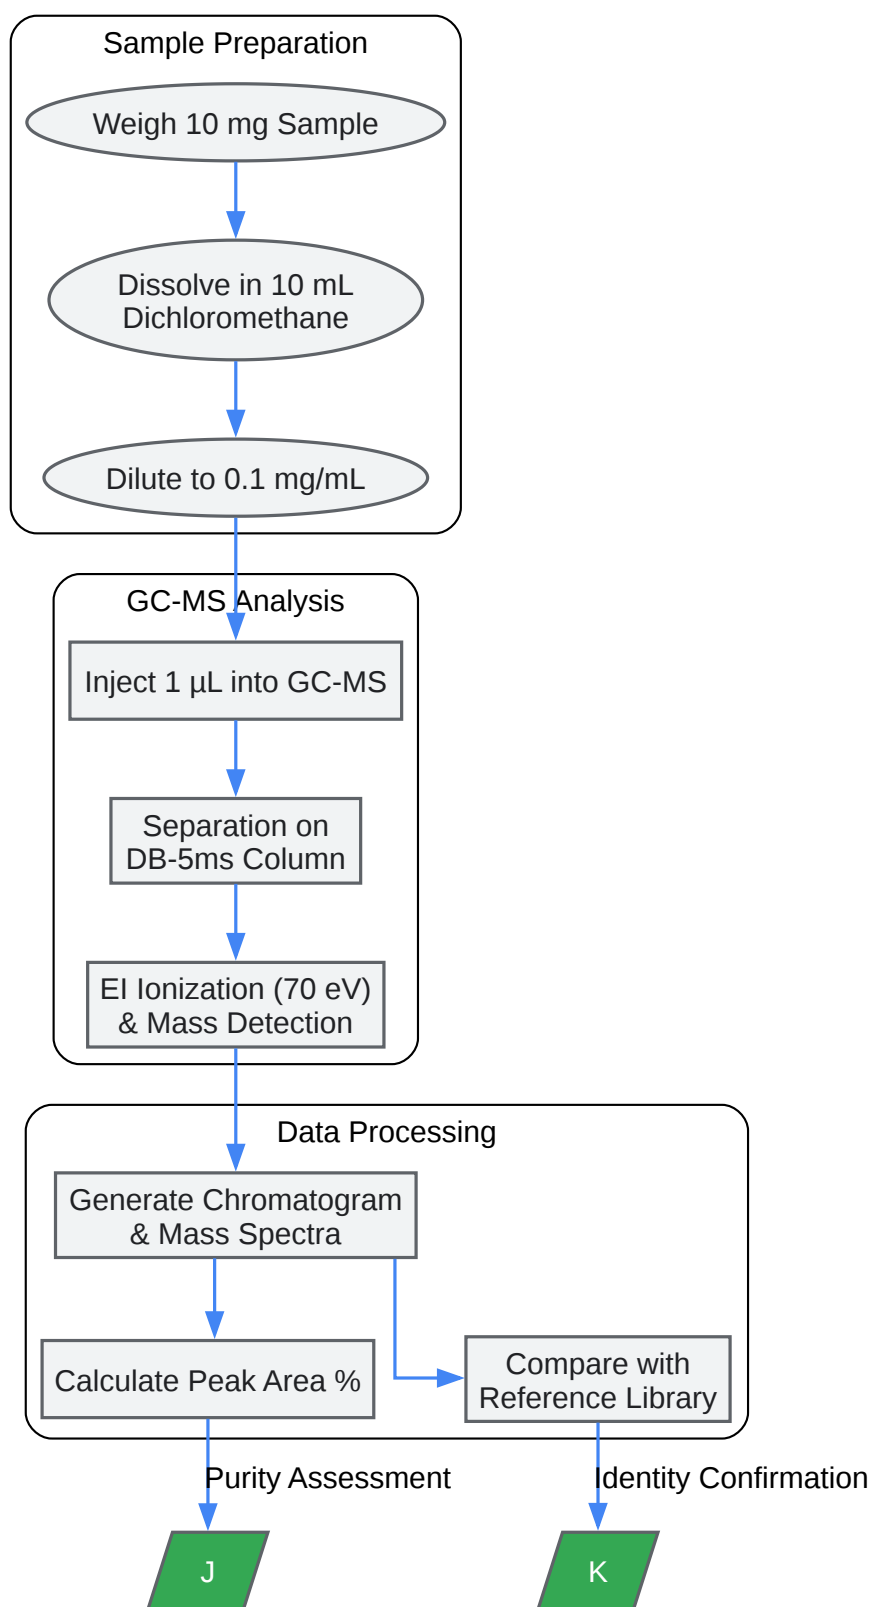 Sample Preparation
Weigh 10 mg Sample
Dissolve in 10 mL
Dichloromethane
Dilute to 0.1 mg/mL
GC-MS Analysis
Inject 1 µL into GC-MS
Separation on
DB-5ms Column
EI Ionization (70 eV)
& Mass Detection
Data Processing
Generate Chromatogram
& Mass Spectra
Calculate Peak Area %
Compare with
Reference Library
Purity Assessment
Identity Confirmation
J
K